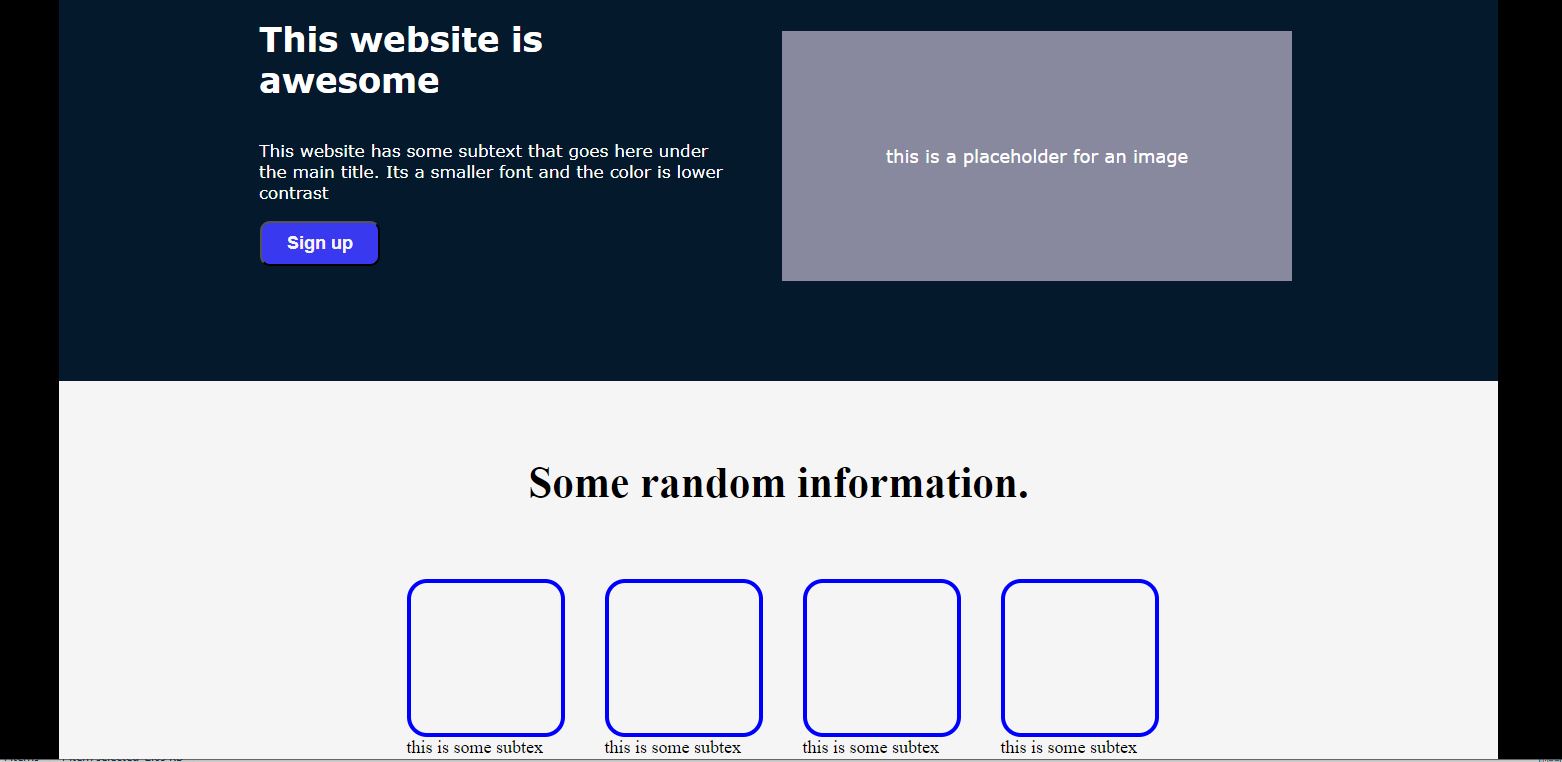 This website is
awesome
This website has some subtext that goes here under
the main title. Its a smaller font and the color is lower
contrast
this is a placeholder for an image
Sign up
Some random information.
this is some subtex
this is some subtex
this is some subtex
this is some subtex